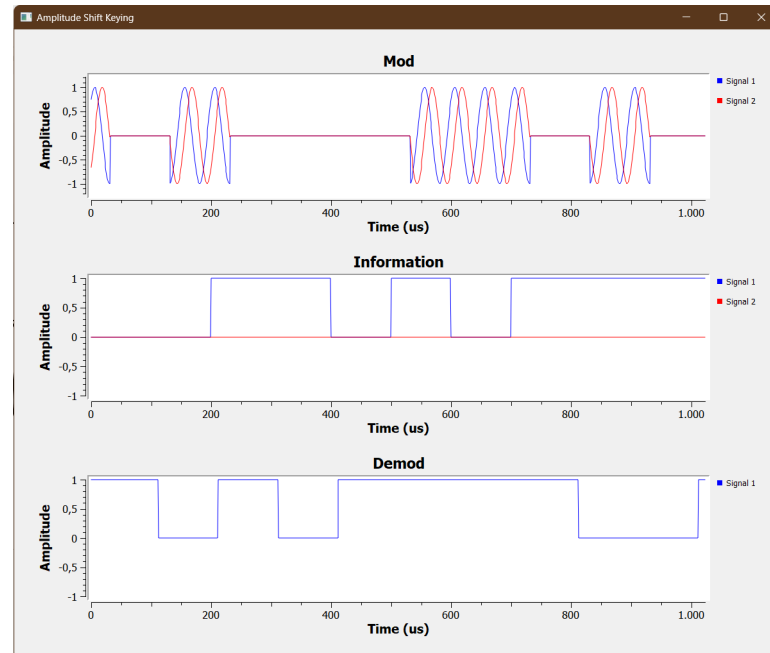 Amplitude Shift Keying
Mod
Signal 1
Signal 2
Amplitude
1
0,5
0
-0,5
-1
0 200 400 600 800 1.000
Time (us)
Information
Signal 1
Signal 2
Amplitude
1
0,5
0
-0,5
-1
0 200 400 600 800 1.000
Time (us)
Demod
Signal 1
Amplitude
1
0,5
0
-0,5
-1
0 200 400 600 800 1.000
Time (us)